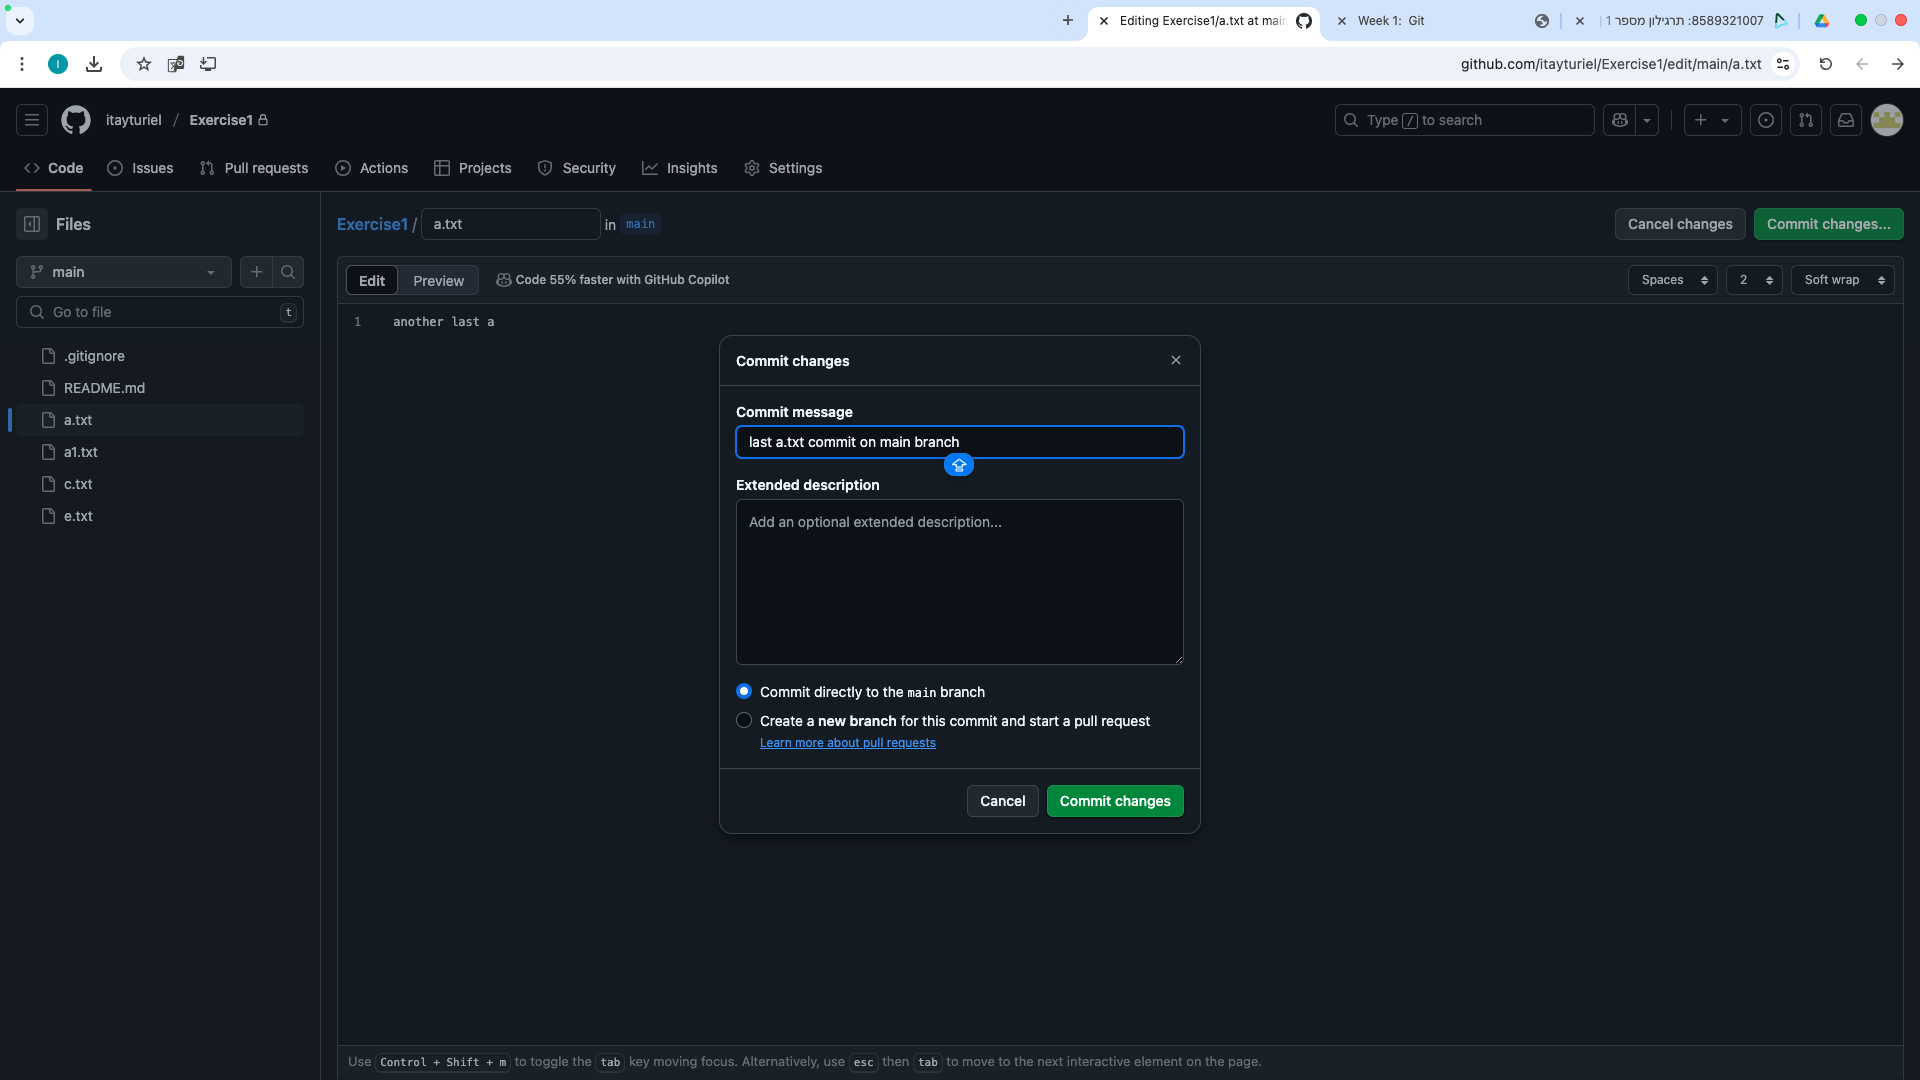 Editing Exercise1/a.txt at main
Week 1: Git
8589321007: תרגילון מספר 1
github.com/itayturiel/Exercise1/edit/main/a.txt
itayturiel / Exercise1
Type / to search
Code
Issues
Pull requests
Actions
Projects
Security
Insights
Settings
Files
Exercise1 / a.txt in main
Cancel changes
Commit changes...
main
Edit
Preview
Code 55% faster with GitHub Copilot
Spaces
2
Soft wrap
Go to file
t
1 another last a
.gitignore
README.md
a.txt
a1.txt
c.txt
e.txt
Commit changes
Commit message
last a.txt commit on main branch
Extended description
Add an optional extended description...
Commit directly to the main branch
Create a new branch for this commit and start a pull request
Learn more about pull requests
Cancel
Commit changes
Use Control + Shift + m to toggle the tab key moving focus. Alternatively, use esc then tab to move to the next interactive element on the page.